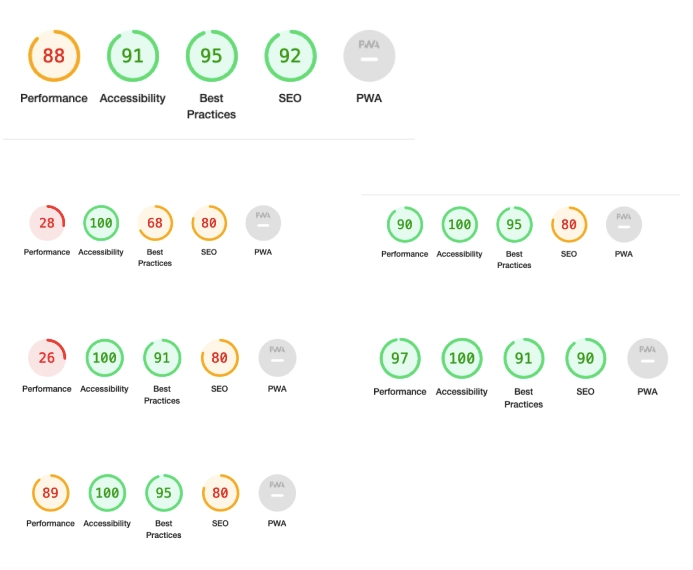 88 91 95 92 PWA
Performance Accessibility Best SEO PWA
Practices
28 100 68 80 PWA
Performance Accessibility Best SEO PWA
Practices
90 100 95 80 PWA
Performance Accessibility Best SEO PWA
Practices
26 100 91 80 PWA
Performance Accessibility Best SEO PWA
Practices
97 100 91 90 PWA
Performance Accessibility Best SEO PWA
Practices
89 100 95 80 PWA
Performance Accessibility Best SEO PWA
Practices